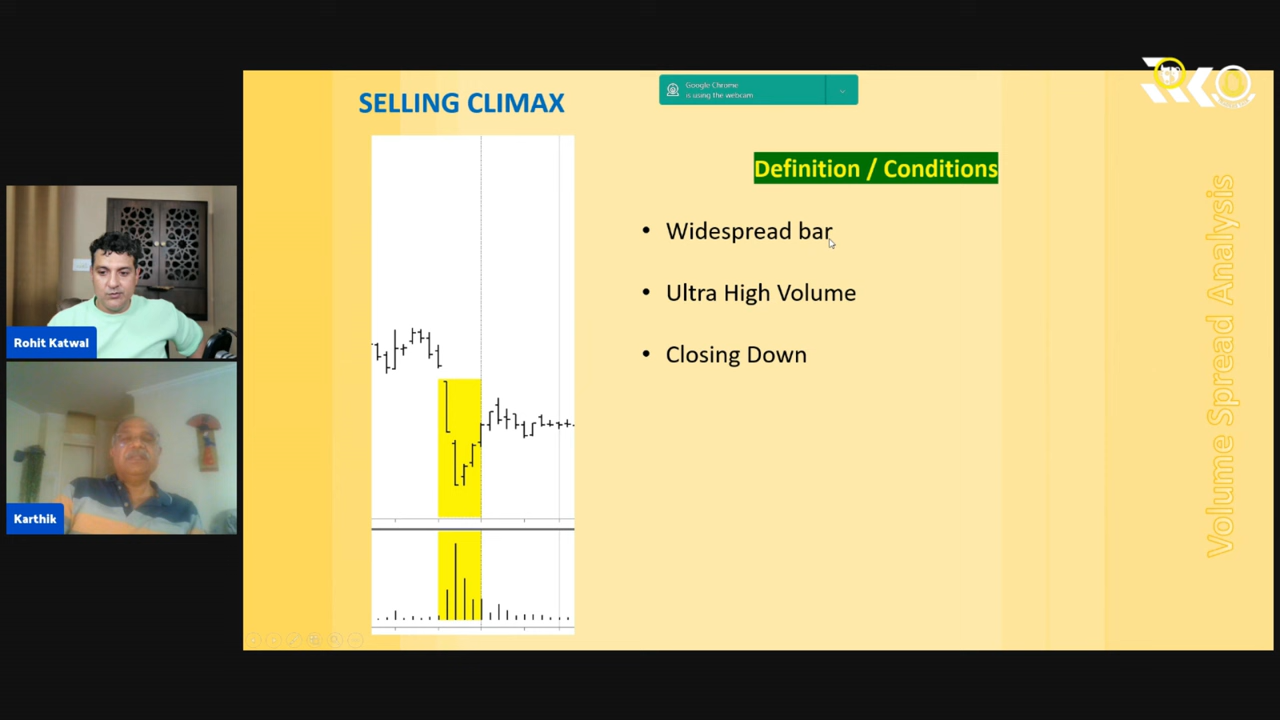 SELLING CLIMAX
Google Chrome
is using the webcam
RKO
Definition / Conditions
• Widespread bar
• Ultra High Volume
• Closing Down
Volume Spread Analysis
Rohit Katwal
Karthik